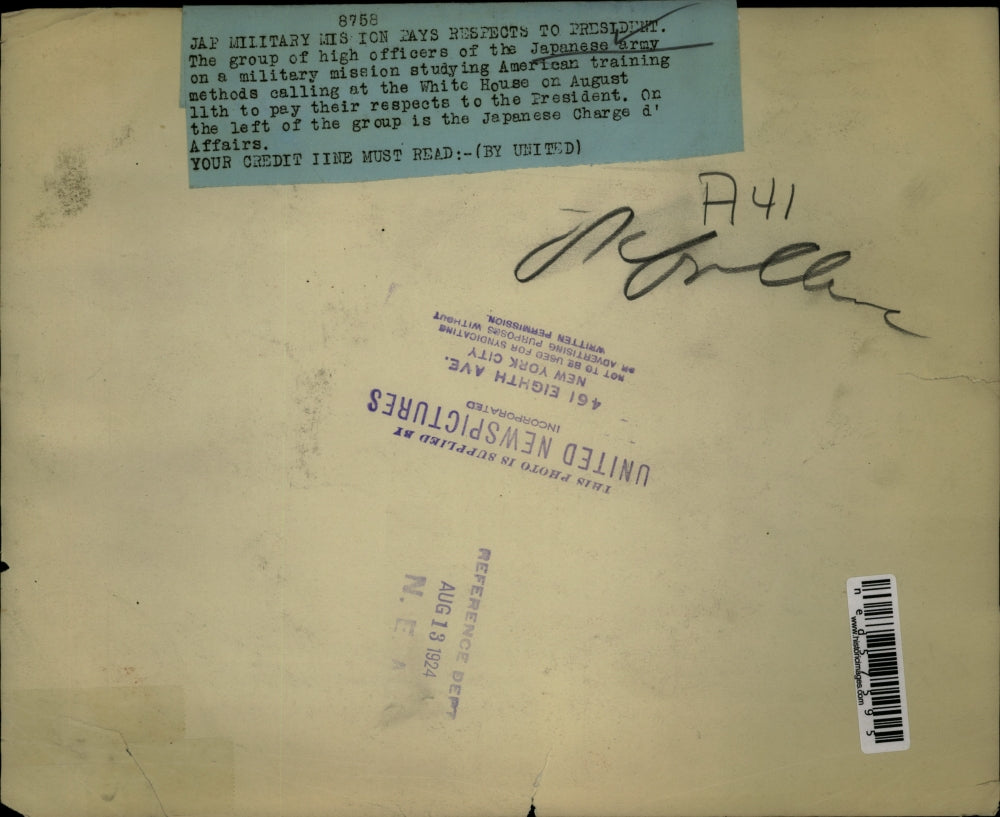 8758
JAP MILITARY MIS ION PAYS RESPECTS TO PRESIDENT.
The group of high officers of the Japanese army
on a military mission studying American training
methods calling at the White House on August
11th to pay their respects to the President. On
the left of the group is the Japanese Charge d'
Affairs.
YOUR CREDIT IINE MUST READ:-(BY UNITED)
A41
THIS PHOTO IS SUPPLIED BY
UNITED NEWSPICTURES
INCORPORATED
461 EIGHTH AVE.
NEW YORK CITY
NOT TO BE USED FOR SYNDICATING
OR ADVERTISING PURPOSES WITHOUT
WRITTEN PERMISSION.
REFERENCE DEPT
AUG 13 1924
N. E. A.
www.historicimages.com